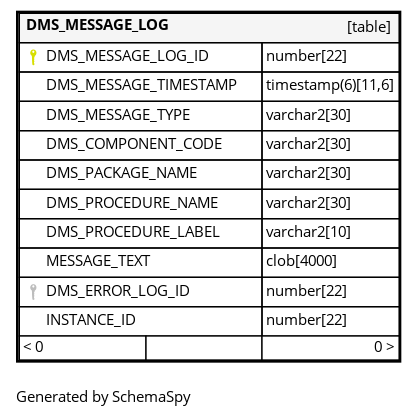 DMS_MESSAGE_LOG [table]
DMS_MESSAGE_LOG_ID number[22]
DMS_MESSAGE_TIMESTAMP timestamp(6)[11,6]
DMS_MESSAGE_TYPE varchar2[30]
DMS_COMPONENT_CODE varchar2[30]
DMS_PACKAGE_NAME varchar2[30]
DMS_PROCEDURE_NAME varchar2[30]
DMS_PROCEDURE_LABEL varchar2[10]
MESSAGE_TEXT clob[4000]
DMS_ERROR_LOG_ID number[22]
INSTANCE_ID number[22]
< 0 0 >
Generated by SchemaSpy